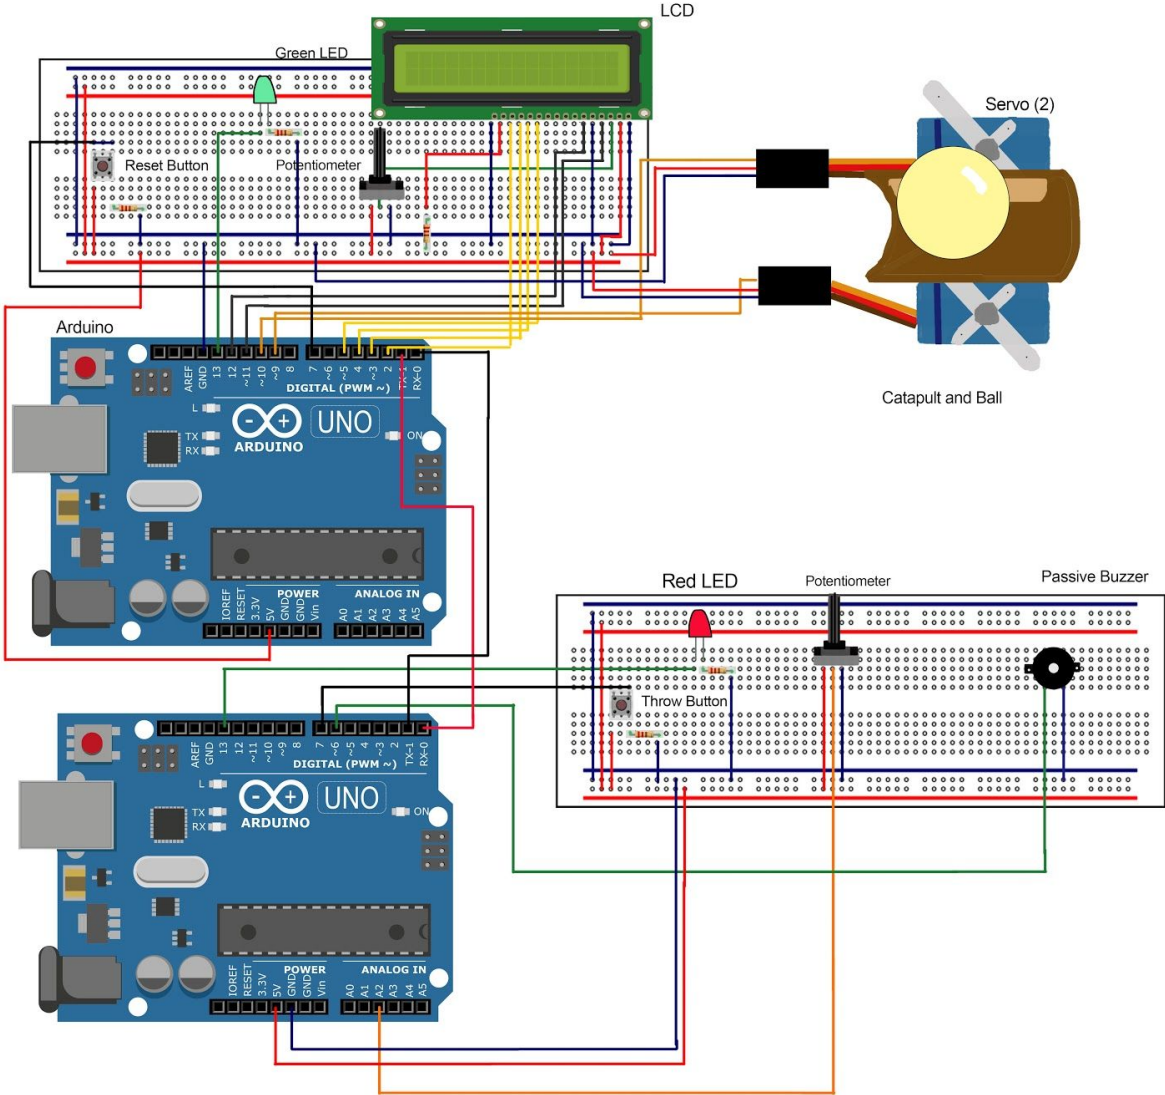 LCD
Green LED
Servo (2)
Reset Button
Potentiometer
Arduino
Catapult and Ball
AREF
GND
13
12
~11
~10
~9
8
7
~6
~5
4
~3
2
TX-1
RX-0
DIGITAL (PWM ~)
L
TX
RX
ARDUINO
UNO
ON
IOREF
RESET
3.3V
5V
GND
GND
Vin
POWER
ANALOG IN
A0
A1
A2
A3
A4
A5
Red LED
Potentiometer
Passive Buzzer
Throw Button
AREF
GND
13
12
~11
~10
~9
8
7
~6
~5
4
~3
2
TX-1
RX-0
DIGITAL (PWM ~)
L
TX
RX
ARDUINO
UNO
ON
IOREF
RESET
3.3V
5V
GND
GND
Vin
POWER
ANALOG IN
A0
A1
A2
A3
A4
A5